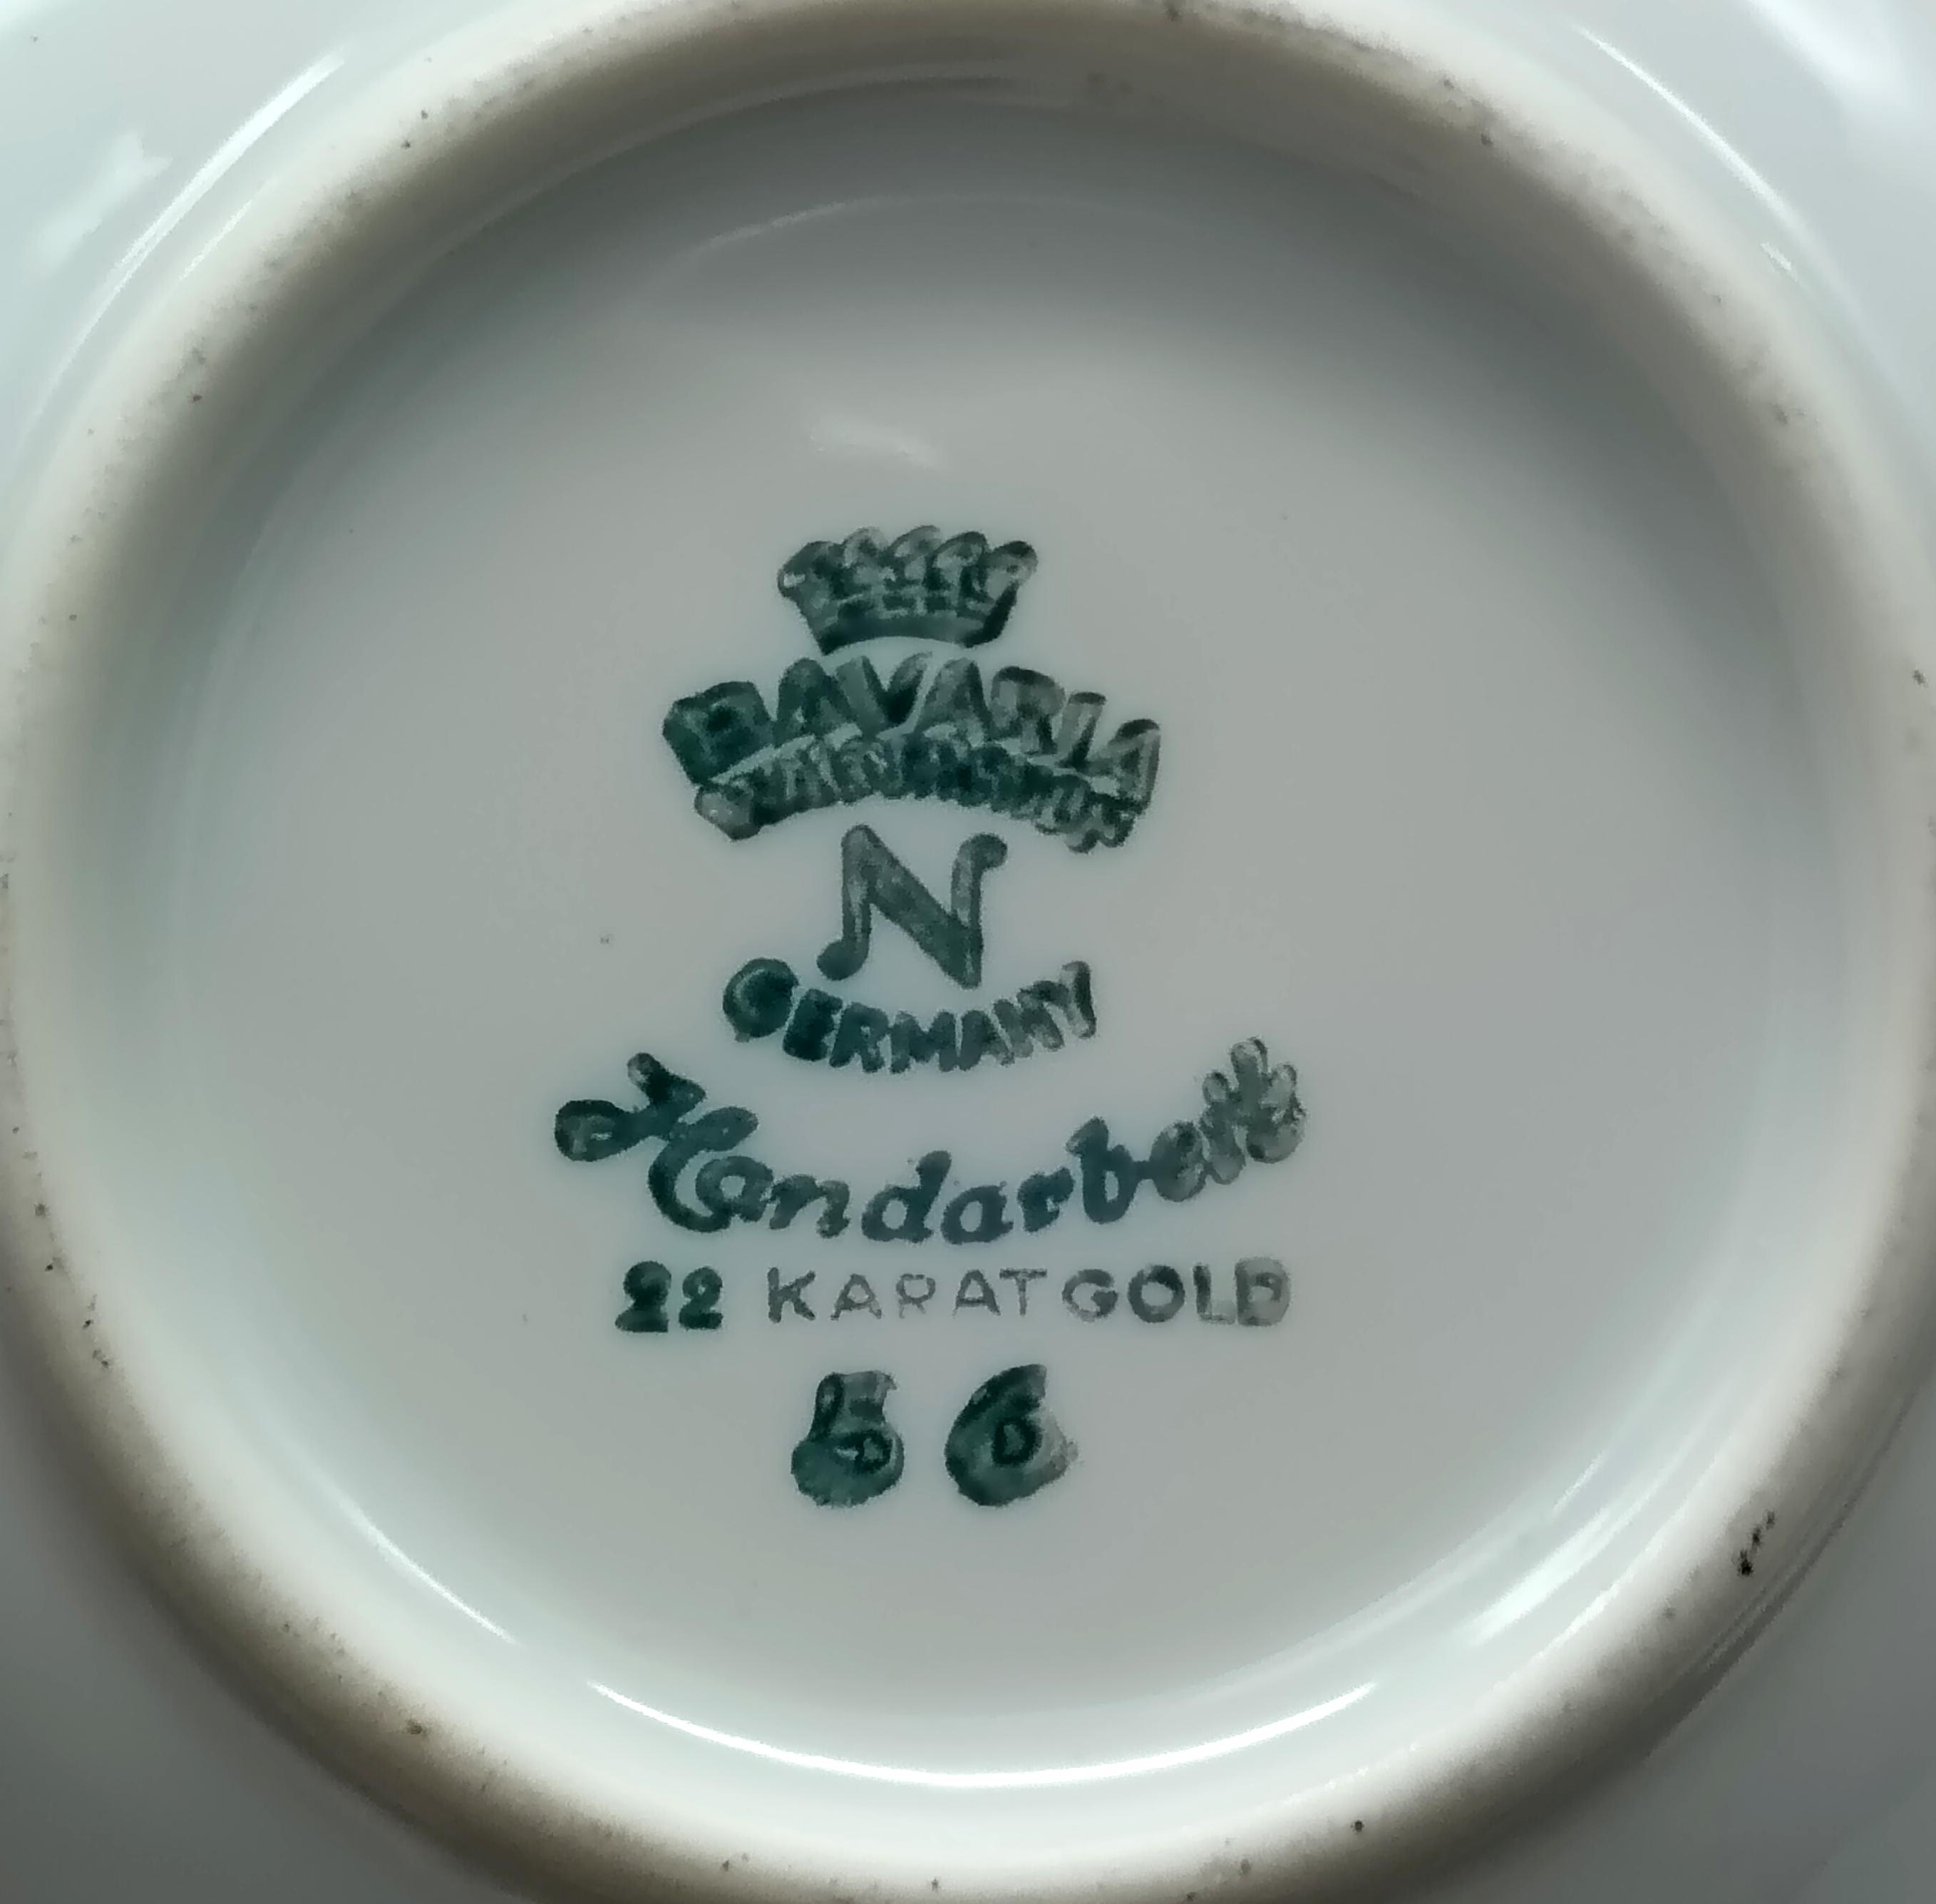 BAVARIA
N
GERMANY
Handarbeit
22 KARAT GOLD
56